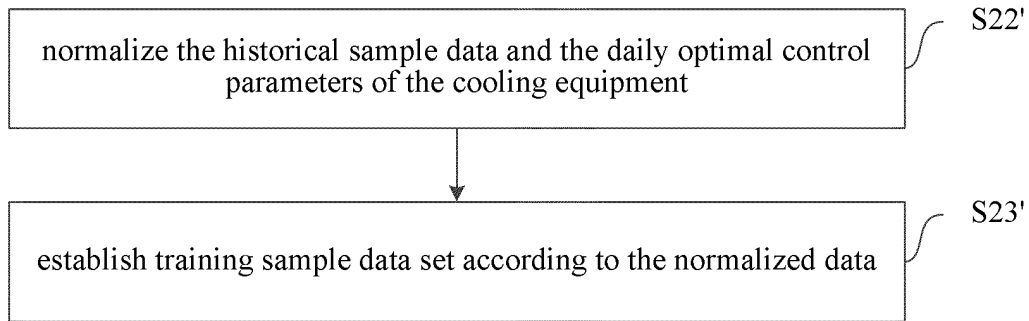 S22'
normalize the historical sample data and the daily optimal control
parameters of the cooling equipment
S23'
establish training sample data set according to the normalized data